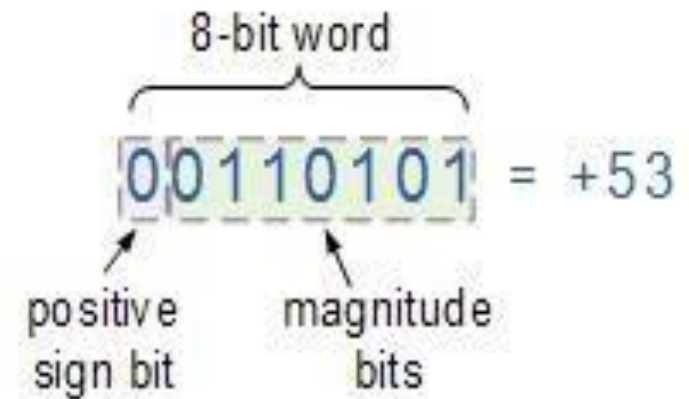 8-bit word
00110101 = +53
positive
sign bit
magnitude
bits